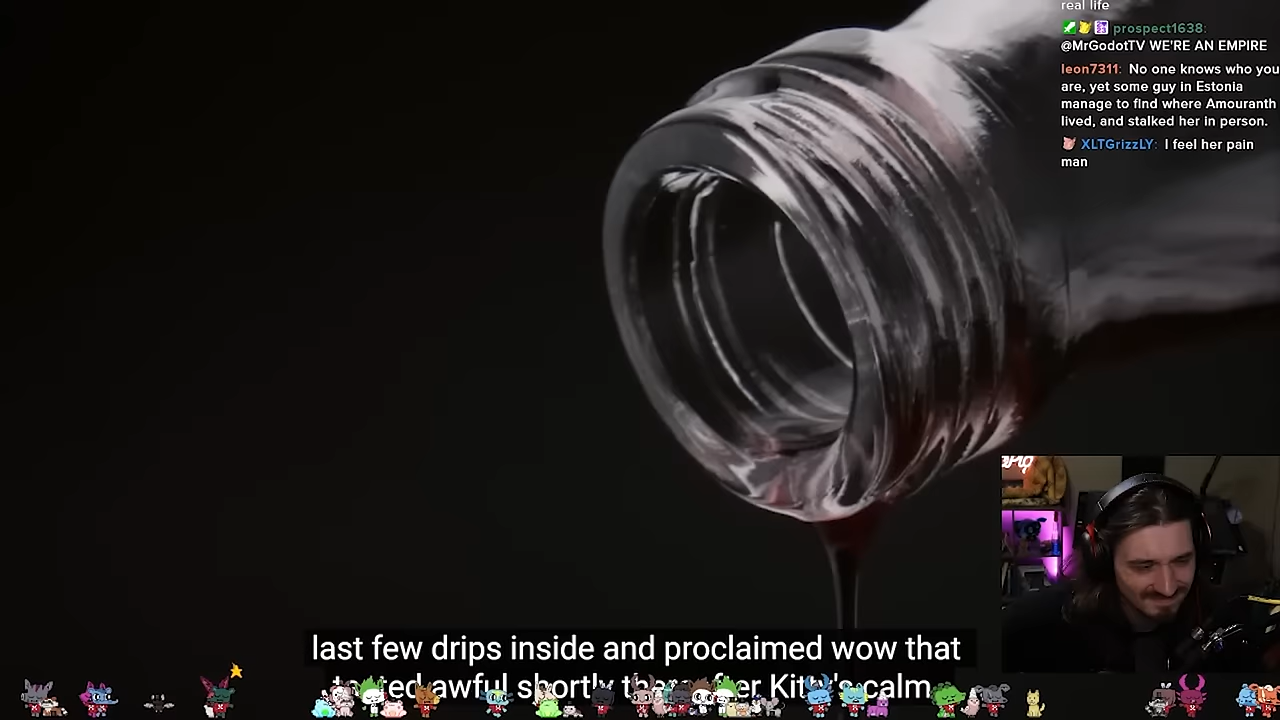 real life
prospect1638:
@MrGodotTV WE'RE AN EMPIRE
leon7311: No one knows who you
are, yet some guy in Estonia
manage to find where Amouranth
lived, and stalked her in person.
XLTGrizzLY: I feel her pain
man
last few drips inside and proclaimed wow that
awful shortly calm